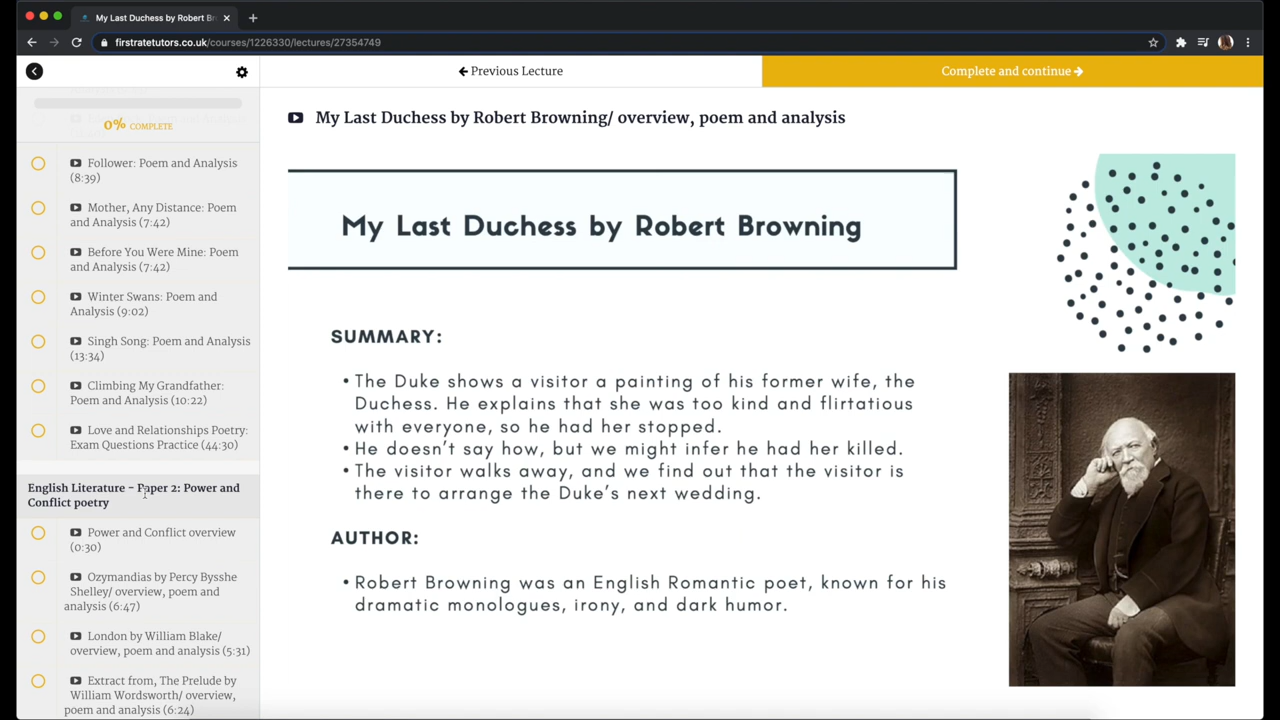 My Last Duchess by Robert Br
firstratetutors.co.uk/courses/1226330/lectures/27354749
Previous Lecture
Complete and continue
0% COMPLETE
Follower: Poem and Analysis
(8:39)
Mother, Any Distance: Poem
and Analysis (7:42)
Before You Were Mine: Poem
and Analysis (7:42)
Winter Swans: Poem and
Analysis (9:02)
Singh Song: Poem and Analysis
(13:34)
Climbing My Grandfather:
Poem and Analysis (10:22)
Love and Relationships Poetry:
Exam Questions Practice (44:30)
English Literature - Paper 2: Power and
Conflict poetry
Power and Conflict overview
(0:30)
Ozymandias by Percy Bysshe
Shelley/ overview, poem and
analysis (6:47)
London by William Blake/
overview, poem and analysis (5:31)
Extract from, The Prelude by
William Wordsworth/ overview,
poem and analysis (6:24)
My Last Duchess by Robert Browning/ overview, poem and analysis
My Last Duchess by Robert Browning
SUMMARY:
• The Duke shows a visitor a painting of his former wife, the
Duchess. He explains that she was too kind and flirtatious
with everyone, so he had her stopped.
• He doesn't say how, but we might infer he had her killed.
• The visitor walks away, and we find out that the visitor is
there to arrange the Duke's next wedding.
AUTHOR:
• Robert Browning was an English Romantic poet, known for his
dramatic monologues, irony, and dark humor.